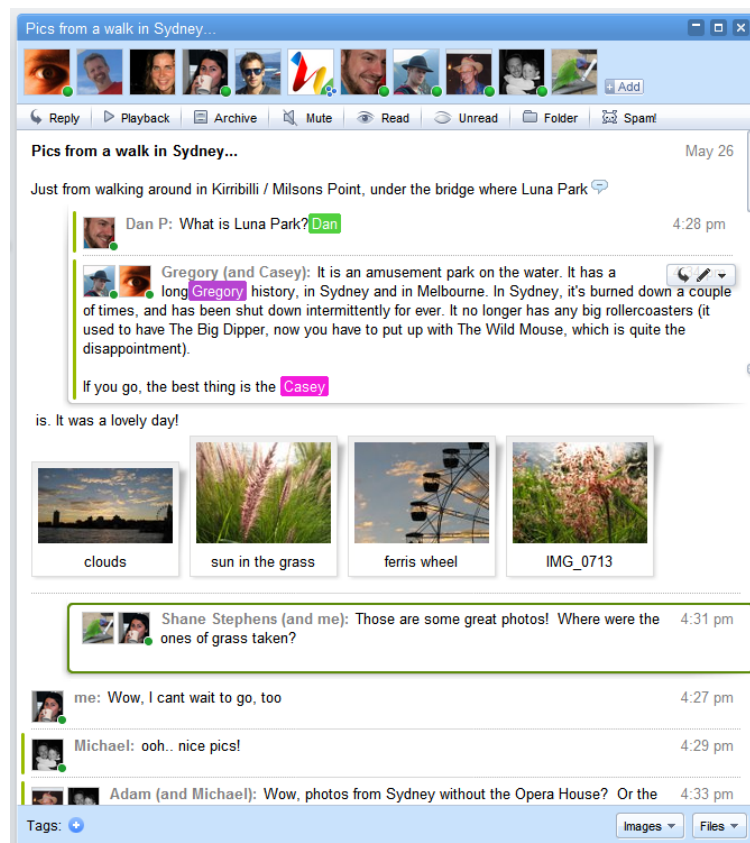 Pics from a walk in Sydney...
Add
Reply Playback Archive Mute Read Unread Folder Spam!
Pics from a walk in Sydney... May 26
Just from walking around in Kirribilli / Milsons Point, under the bridge where Luna Park
Dan P: What is Luna Park? Dan 4:28 pm
Gregory (and Casey): It is an amusement park on the water. It has a
long Gregory history, in Sydney and in Melbourne. In Sydney, it's burned down a couple
of times, and has been shut down intermittently for ever. It no longer has any big rollercoasters (it
used to have The Big Dipper, now you have to put up with The Wild Mouse, which is quite the
disappointment).
If you go, the best thing is the Casey
is. It was a lovely day!
clouds sun in the grass ferris wheel IMG_0713
Shane Stephens (and me): Those are some great photos! Where were the 4:31 pm
ones of grass taken?
me: Wow, I cant wait to go, too 4:27 pm
Michael: ooh.. nice pics! 4:29 pm
Adam (and Michael): Wow, photos from Sydney without the Opera House? Or the 4:33 pm
Tags: Images Files